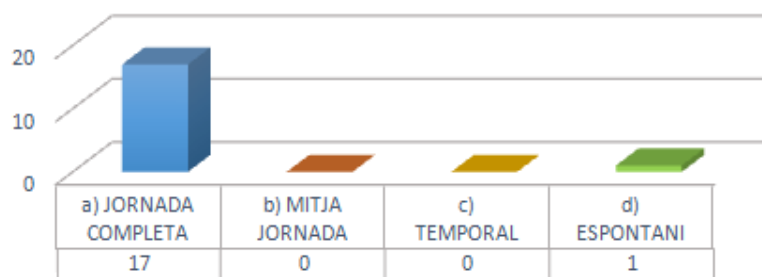 20
10
0
a) JORNADA COMPLETA
b) MITJA JORNADA
c) TEMPORAL
d) ESPONTANI
17
0
0
1